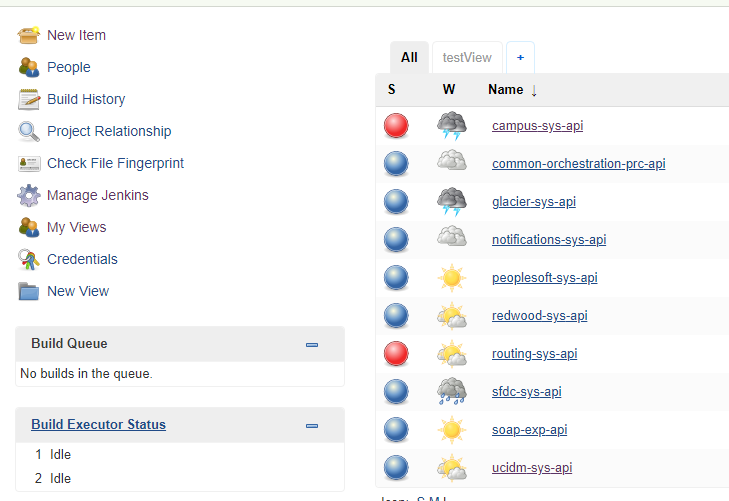 New Item
People
Build History
Project Relationship
Check File Fingerprint
Manage Jenkins
My Views
Credentials
New View
Build Queue
No builds in the queue.
Build Executor Status
1 Idle
2 Idle
All testView +
S W Name ↓
campus-sys-api
common-orchestration-prc-api
glacier-sys-api
notifications-sys-api
peoplesoft-sys-api
redwood-sys-api
routing-sys-api
sfdc-sys-api
soap-exp-api
ucidm-sys-api